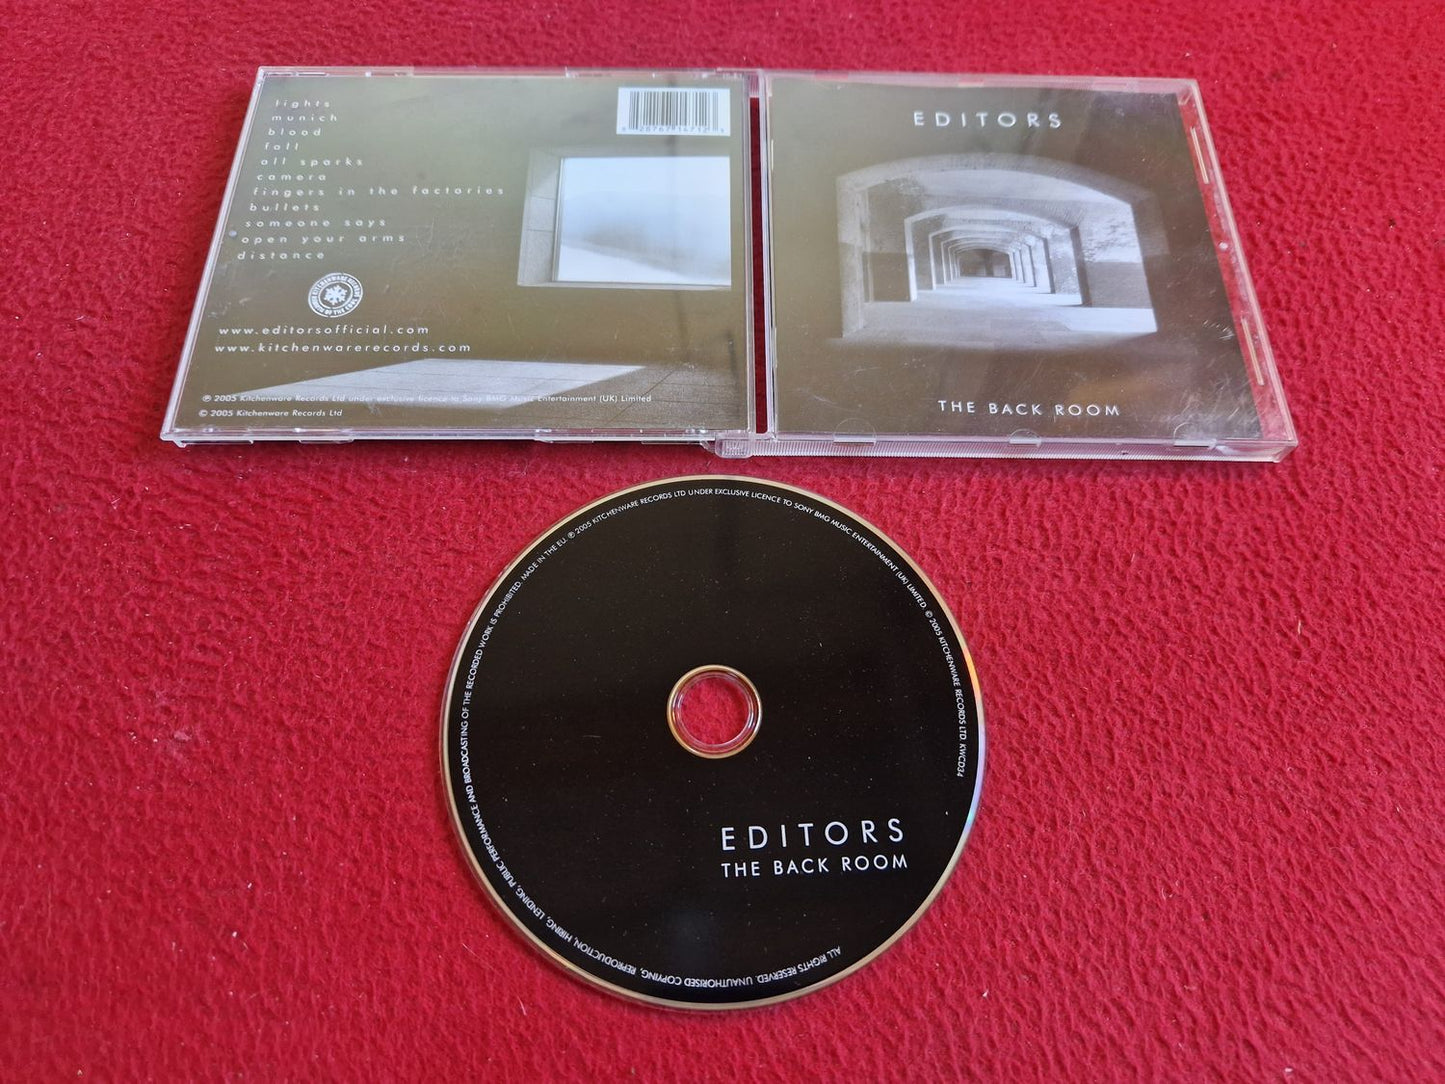 lights
munich
blood
fall
all sparks
camera
fingers in the factories
bullets
someone says
open your arms
distance
KITCHENWARE RECORDS
www.editorsofficial.com
www.kitchenwarerecords.com
℗ 2005 Kitchenware Records Ltd under exclusive licence to Sony BMG Music Entertainment (UK) Limited
© 2005 Kitchenware Records Ltd
EDITORS
THE BACK ROOM
ALL RIGHTS RESERVED. UNAUTHORISED COPYING, REPRODUCTION, HIRING, LENDING, PUBLIC PERFORMANCE AND BROADCASTING OF THE RECORDED WORK IS PROHIBITED. MADE IN THE EU. ℗ 2005 KITCHENWARE RECORDS LTD UNDER EXCLUSIVE LICENCE TO SONY BMG MUSIC ENTERTAINMENT (UK) LIMITED. © 2005 KITCHENWARE RECORDS LTD. KWCD34
EDITORS
THE BACK ROOM